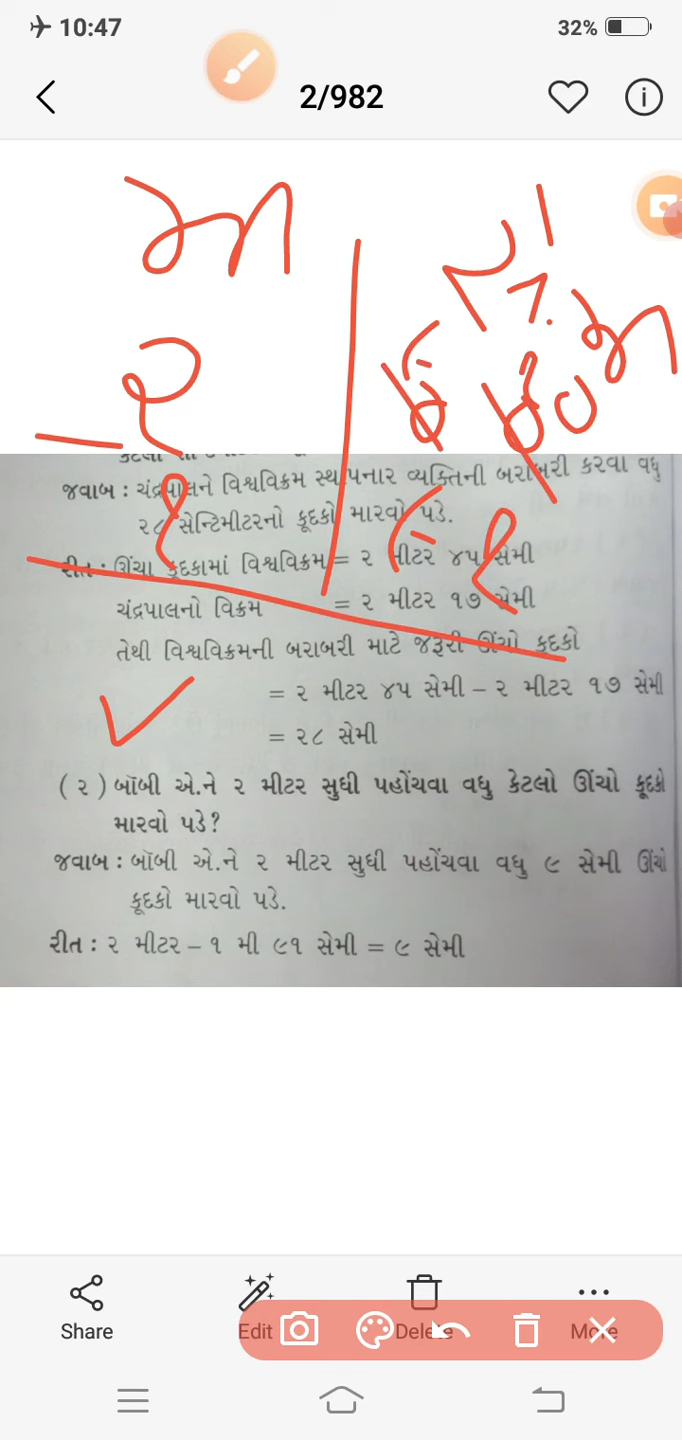 10:47
32%
2/982
મ
સે.
મી
જવાબ : ચંદ્રપાલને વિશ્વવિક્રમ સ્થાપનાર વ્યક્તિની બરાબરી કરવા વધુ
૨૮ સેન્ટિમીટરનો કૂદકો મારવો પડે.
રીત : ઊંચા કૂદકામાં વિશ્વવિક્રમ = ૨ મીટર ૪૫ સેમી
ચંદ્રપાલનો વિક્રમ = ૨ મીટર ૧૭ સેમી
તેથી વિશ્વવિક્રમની બરાબરી માટે જરૂરી ઊંચો કૂદકો
= ૨ મીટર ૪૫ સેમી – ૨ મીટર ૧૭ સેમી
= ૨૮ સેમી
(૨) બૉબી એ.ને ૨ મીટર સુધી પહોંચવા વધુ કેટલો ઊંચો કૂદકો
મારવો પડે?
જવાબ : બૉબી એ.ને ૨ મીટર સુધી પહોંચવા વધુ ૯ સેમી ઊંચો
કૂદકો મારવો પડે.
રીત : ૨ મીટર – ૧ મી ૯૧ સેમી = ૯ સેમી
Share Edit Delete More